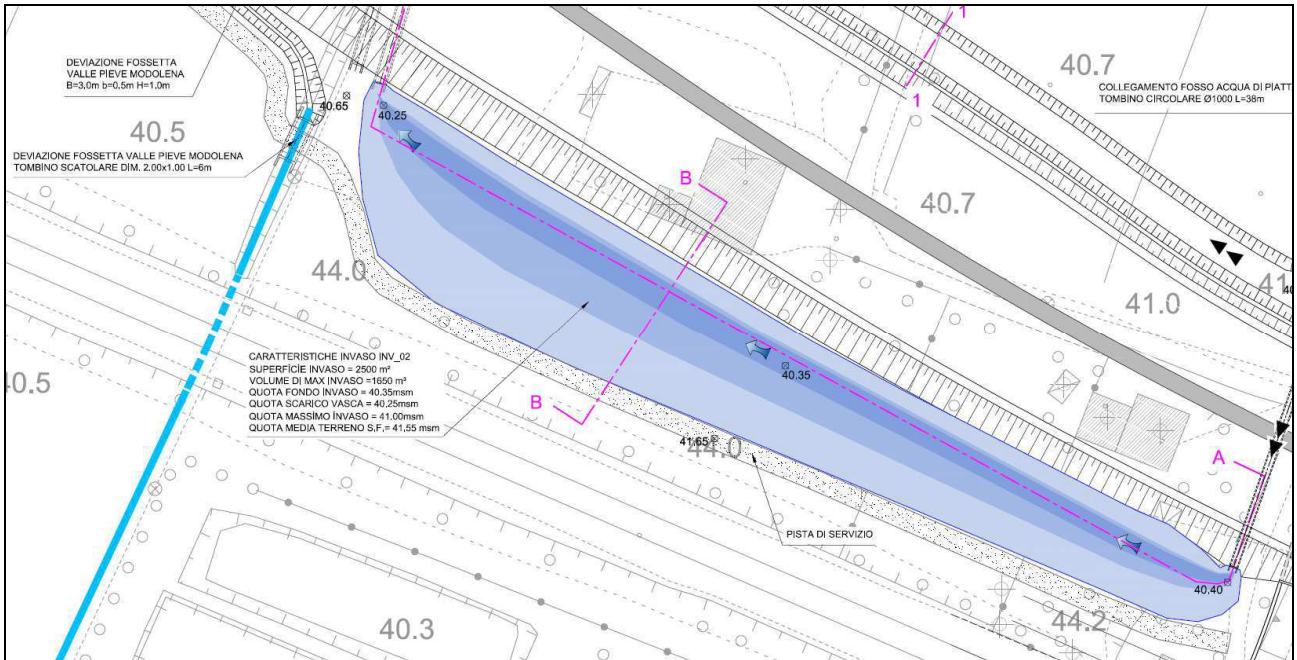 1
DEVIAZIONE FOSSETTA
VALLE PIEVE MODOLENA
B=3,0m b=0,5m H=1,0m
40.7
COLLEGAMENTO FOSSO ACQUA DI PIATT
TOMBINO CIRCOLARE Ø1000 L=38m
1
40.65
40.25
40.5
DEVIAZIONE FOSSETTA VALLE PIEVE MODOLENA
TOMBINO SCATOLARE DIM. 2.00x1.00 L=6m
B
40.7
44.0
41.0
41
CARATTERISTICHE INVASO INV_02
SUPERFICIE INVASO = 2500 m²
VOLUME DI MAX INVASO =1650 m²
QUOTA FONDO INVASO = 40.35msm
QUOTA SCARICO VASCA = 40,25msm
QUOTA MASSIMO INVASO = 41.00msm
QUOTA MEDIA TERRENO S,F,= 41,55 msm
40.35
40.5
B
41.65
44.0
A
PISTA DI SERVIZIO
40.40
40.3
44.2